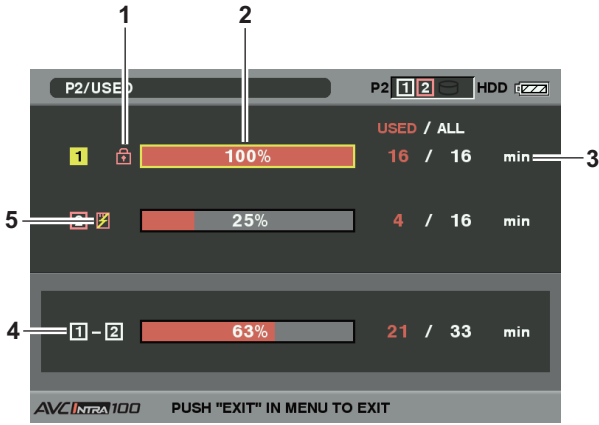 1 2
P2/USED P2 1 2 HDD
USED / ALL
1 100% 16 / 16 min 3
5 2 25% 4 / 16 min
4 1 - 2 63% 21 / 33 min
AVC INTRA 100 PUSH "EXIT" IN MENU TO EXIT